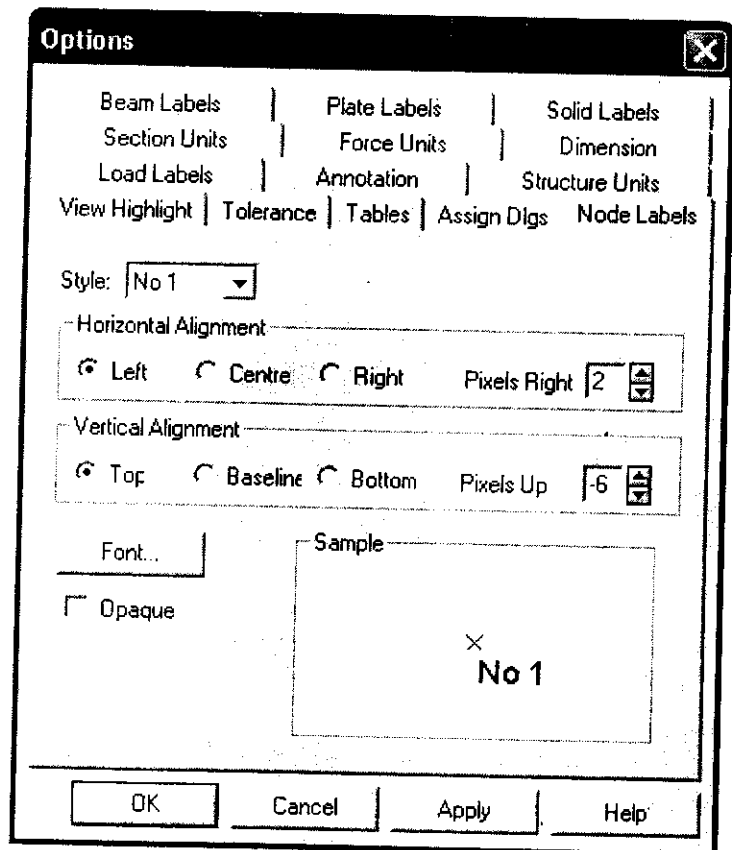 Options
Beam Labels Plate Labels Solid Labels
Section Units Force Units Dimension
Load Labels Annotation Structure Units
View Highlight Tolerance Tables Assign Dlgs Node Labels
Style: No 1
Horizontal Alignment
Left Centre Right Pixels Right 2
Vertical Alignment
Top Baseline Bottom Pixels Up -6
Font...
Sample
Opaque
No 1
OK Cancel Apply Help